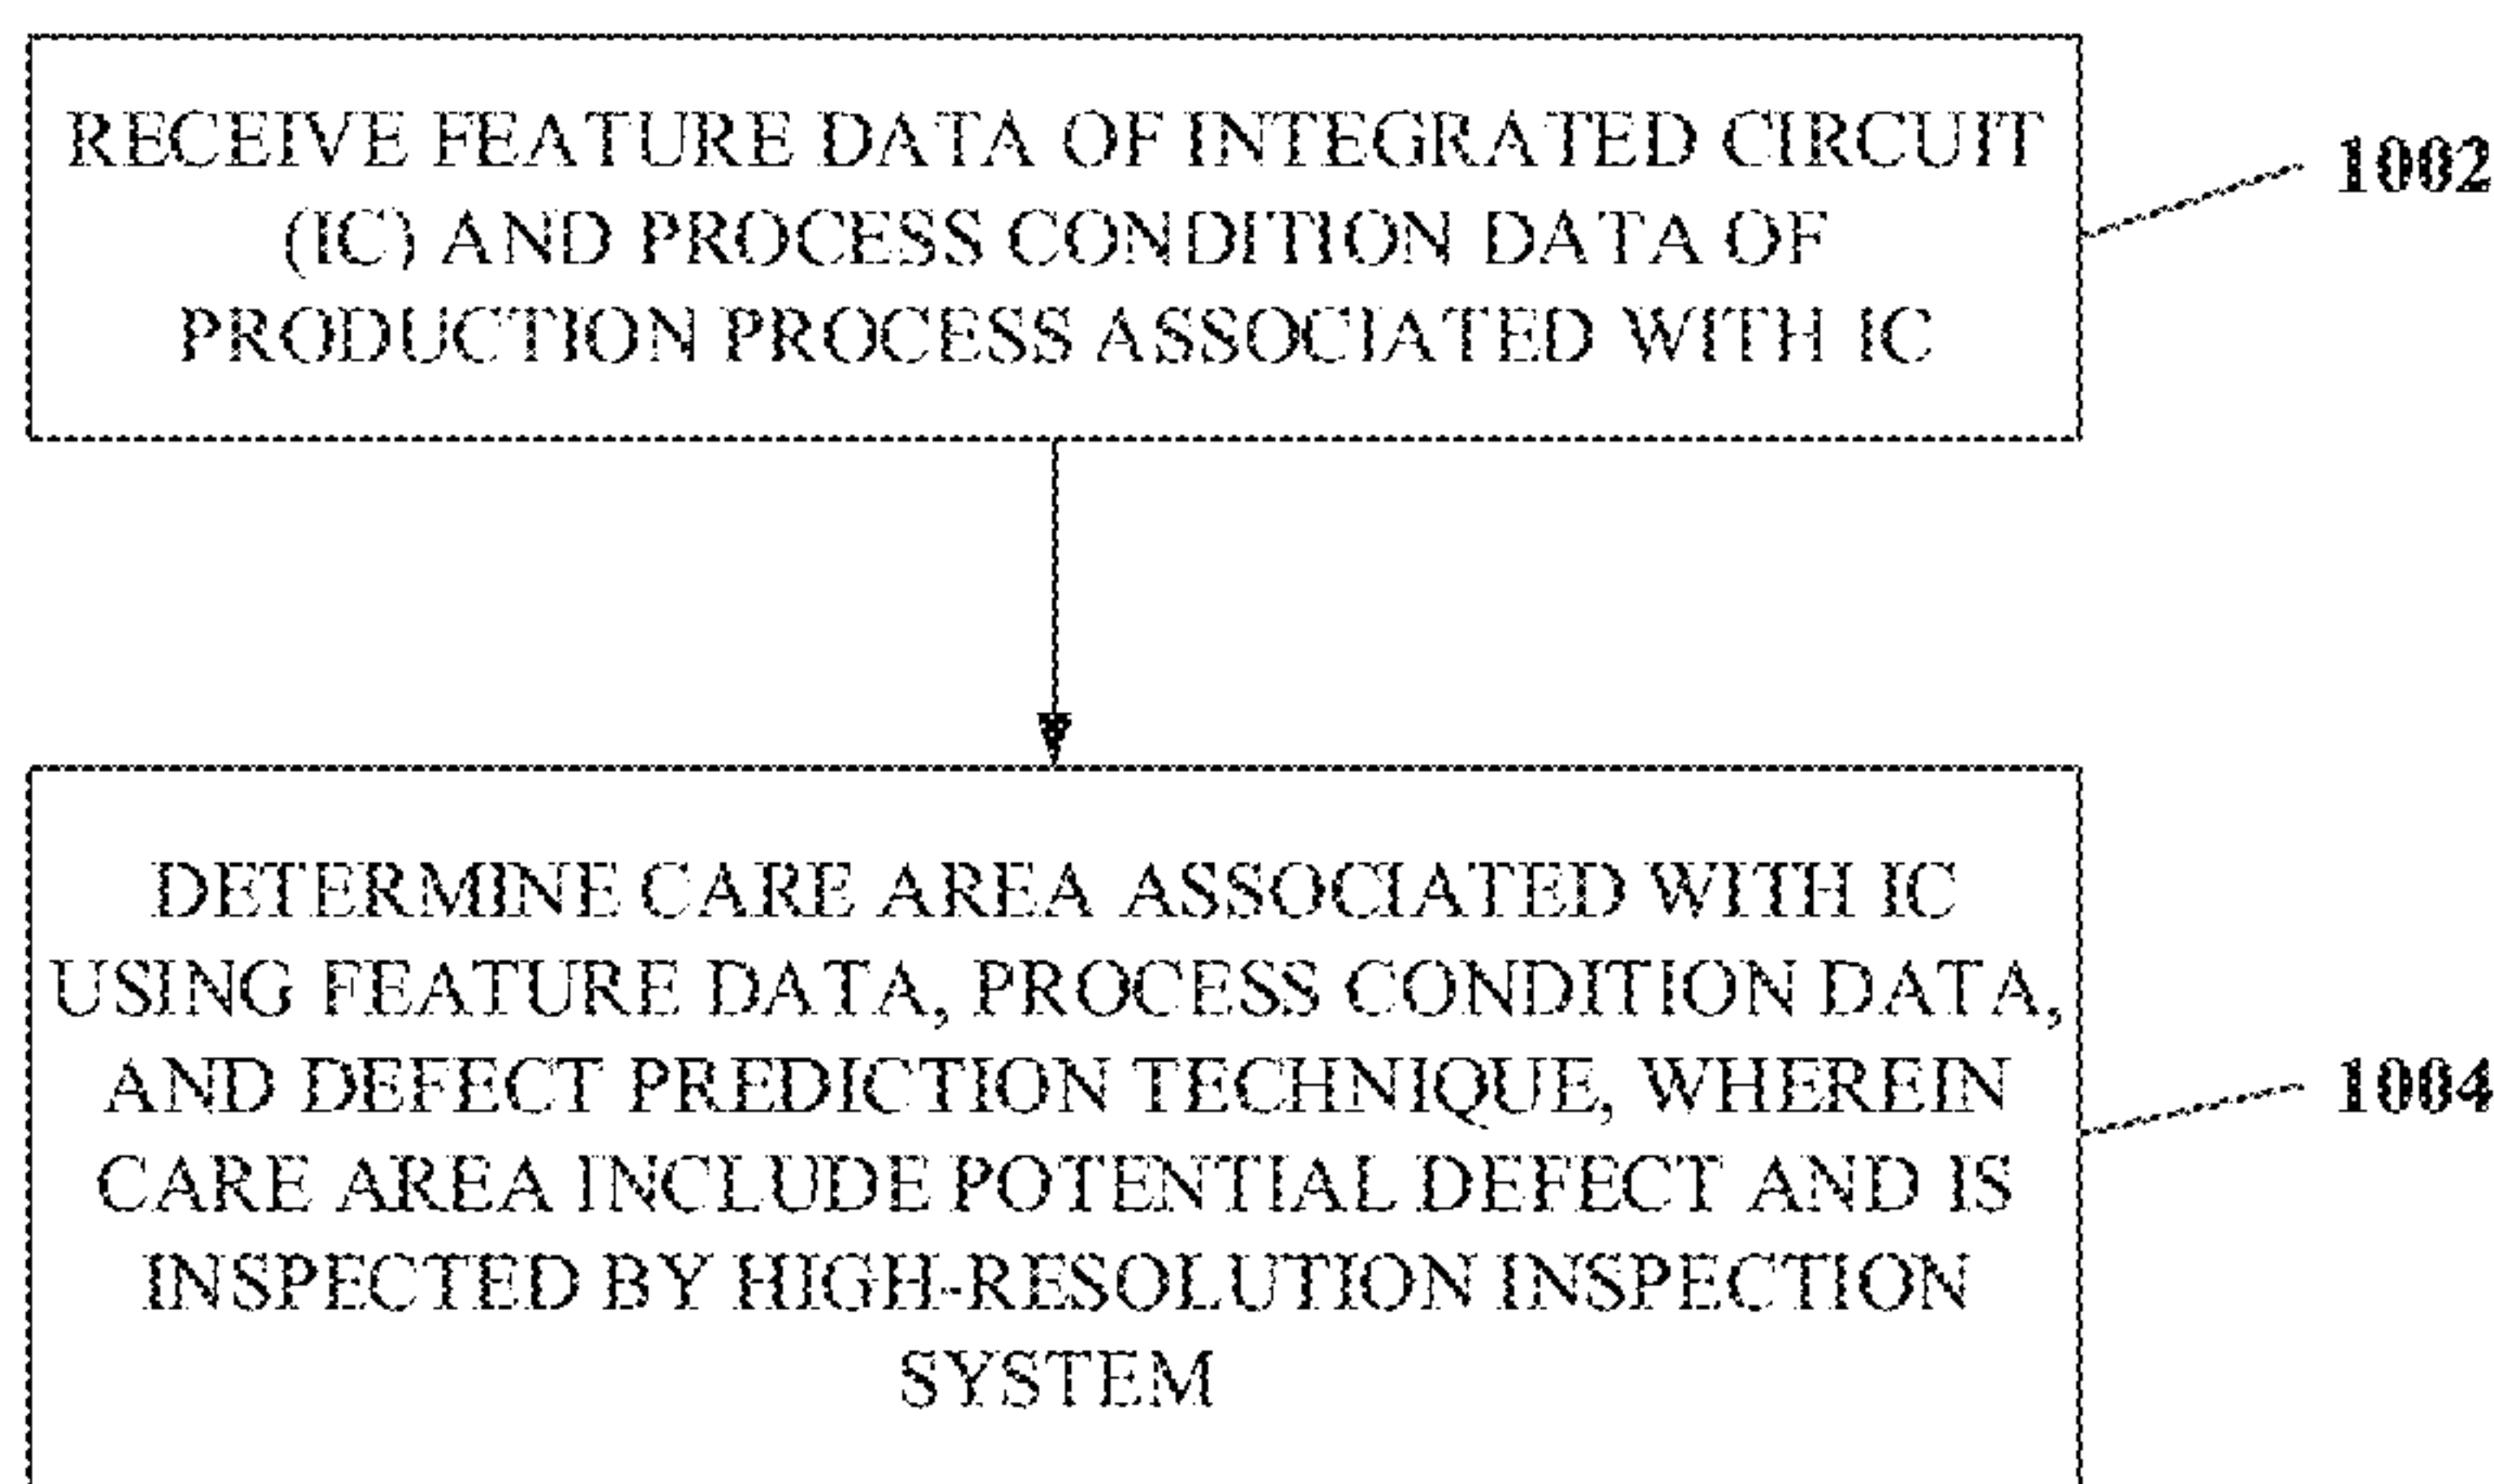 RECEIVE FEATURE DATA OF INTEGRATED CIRCUIT
(IC) AND PROCESS CONDITION DATA OF
PRODUCTION PROCESS ASSOCIATED WITH IC
1002
DETERMINE CARE AREA ASSOCIATED WITH IC
USING FEATURE DATA, PROCESS CONDITION DATA,
AND DEFECT PREDICTION TECHNIQUE, WHEREIN
CARE AREA INCLUDE POTENTIAL DEFECT AND IS
INSPECTED BY HIGH-RESOLUTION INSPECTION
SYSTEM
1004